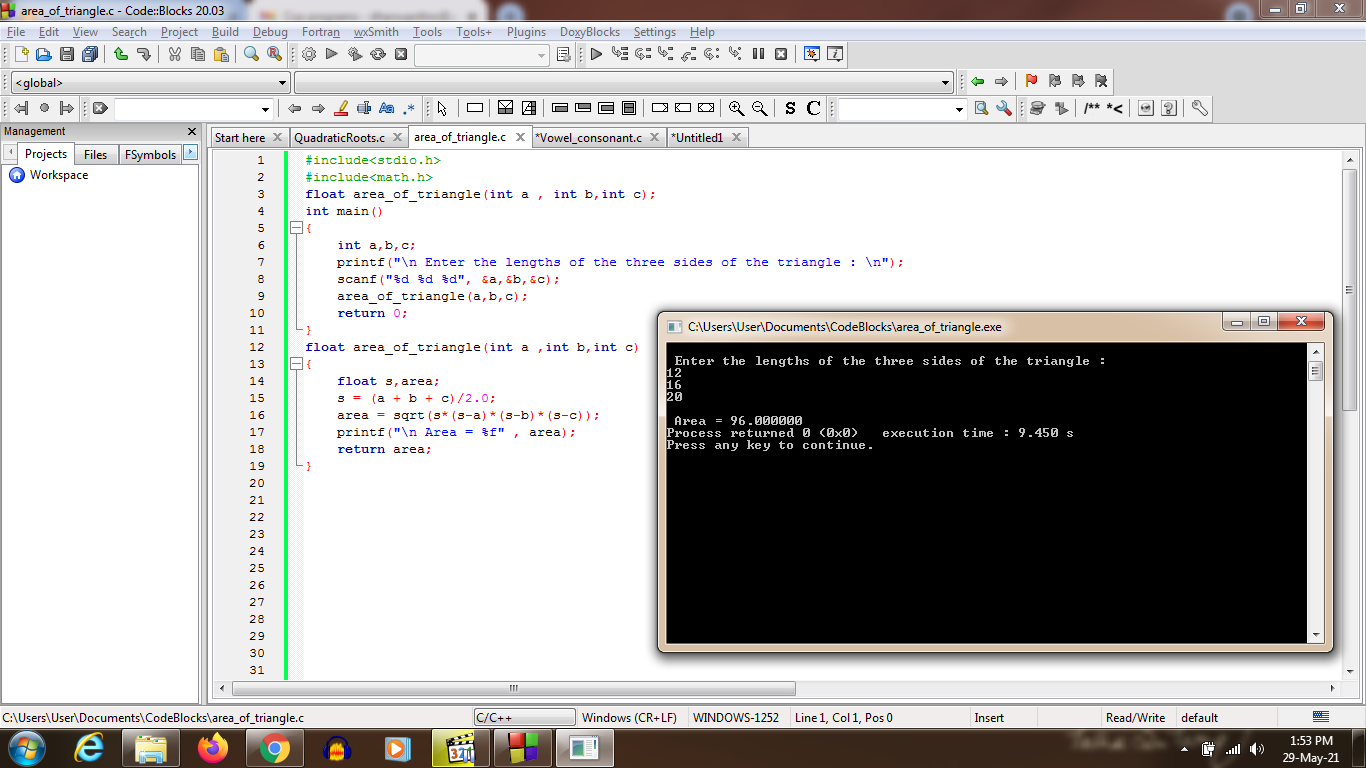 area_of_triangle.c - Code::Blocks 20.03
File Edit View Search Project Build Debug Fortran wxSmith Tools Tools+ Plugins DoxyBlocks Settings Help
<global>
Aa .*
S C
/** *<
Management
Projects Files FSymbols
Workspace
Start here QuadraticRoots.c area_of_triangle.c *Vowel_consonant.c *Untitled1
1 #include<stdio.h>
2 #include<math.h>
3 float area_of_triangle(int a , int b,int c);
4 int main()
5 {
6 int a,b,c;
7 printf("\n Enter the lengths of the three sides of the triangle : \n");
8 scanf("%d %d %d", &a,&b,&c);
9 area_of_triangle(a,b,c);
10 return 0;
11 }
12 float area_of_triangle(int a ,int b,int c)
13 {
14 float s,area;
15 s = (a + b + c)/2.0;
16 area = sqrt(s*(s-a)*(s-b)*(s-c));
17 printf("\n Area = %f" , area);
18 return area;
19 }
20
21
22
23
24
25
26
27
28
29
30
31
C:\Users\User\Documents\CodeBlocks\area_of_triangle.exe
Enter the lengths of the three sides of the triangle :
12
16
20
Area = 96.000000
Process returned 0 (0x0) execution time : 9.450 s
Press any key to continue.
C:\Users\User\Documents\CodeBlocks\area_of_triangle.c C/C++ Windows (CR+LF) WINDOWS-1252 Line 1, Col 1, Pos 0 Insert Read/Write default
321
1:53 PM
29-May-21